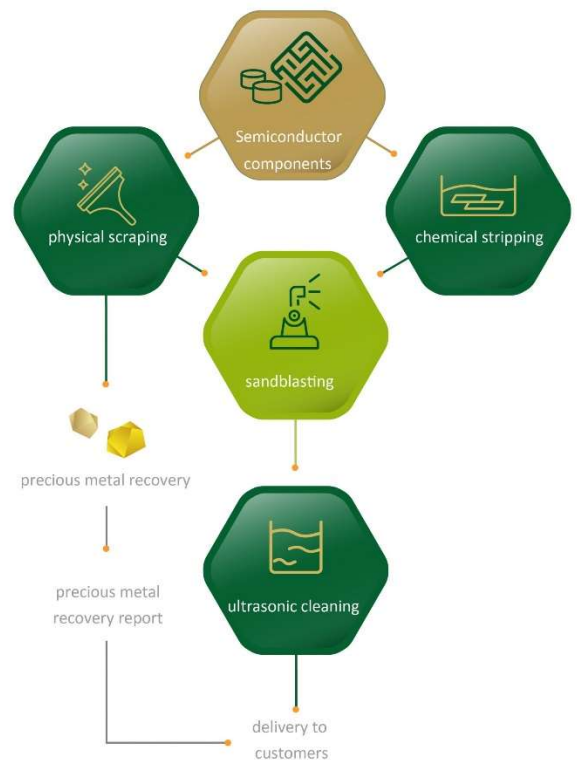 Semiconductor
components
physical scraping
chemical stripping
sandblasting
precious metal recovery
ultrasonic cleaning
precious metal
recovery report
delivery to
customers